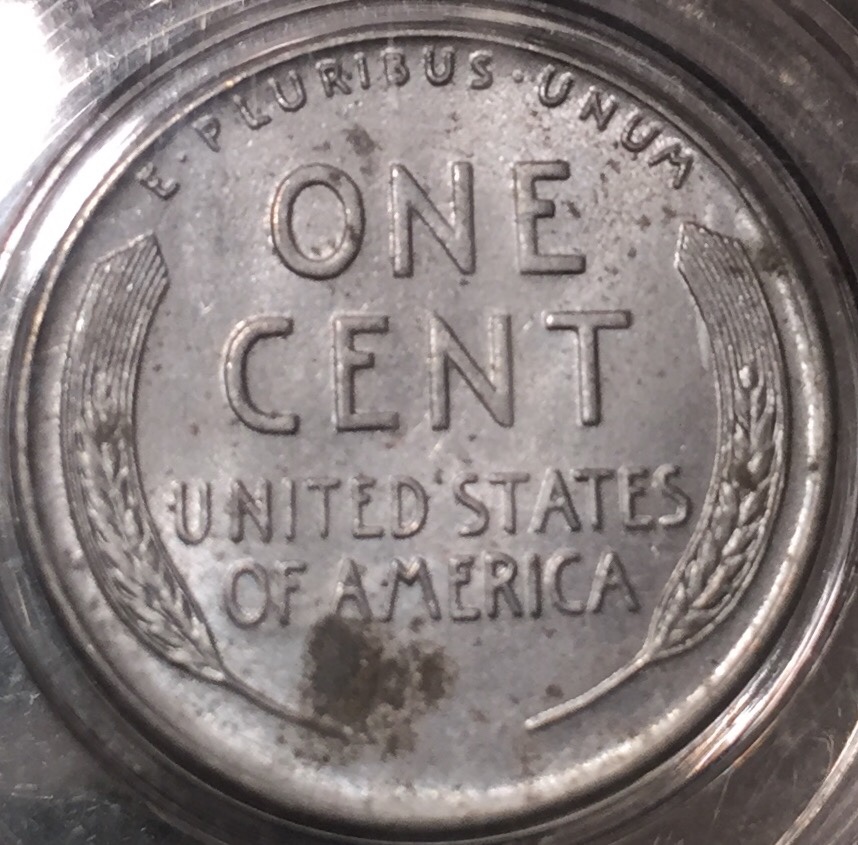 E·PLURIBUS·UNUM
ONE
CENT
UNITED STATES
OF AMERICA